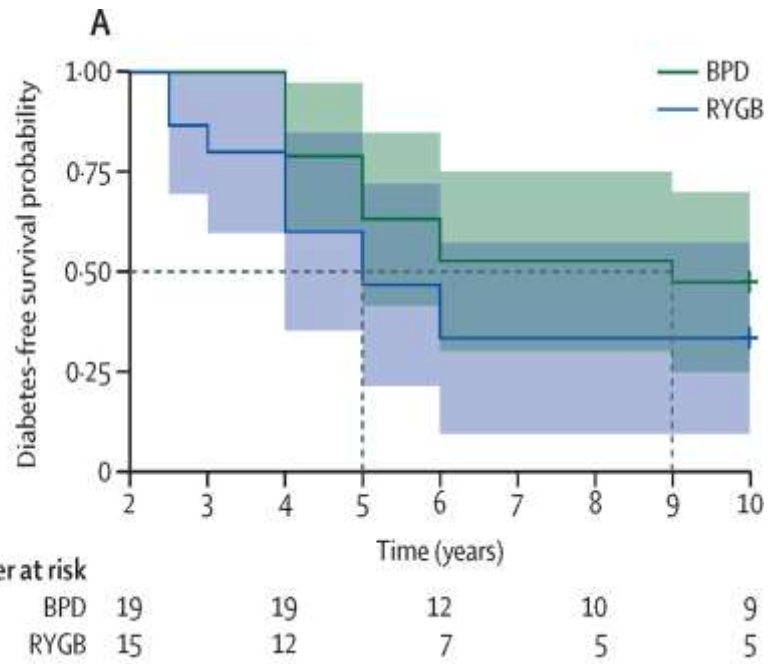 A
BPD
RYGB
Diabetes-free survival probability
1·00
0·75
0·50
0·25
0
2 3 4 5 6 7 8 9 10
Time (years)
er at risk
BPD 19 19 12 10 9
RYGB 15 12 7 5 5